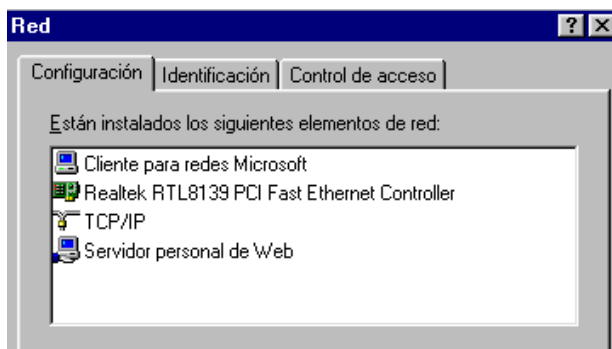 Red
Configuración Identificación Control de acceso
Están instalados los siguientes elementos de red:
Cliente para redes Microsoft
Realtek RTL8139 PCI Fast Ethernet Controller
TCP/IP
Servidor personal de Web